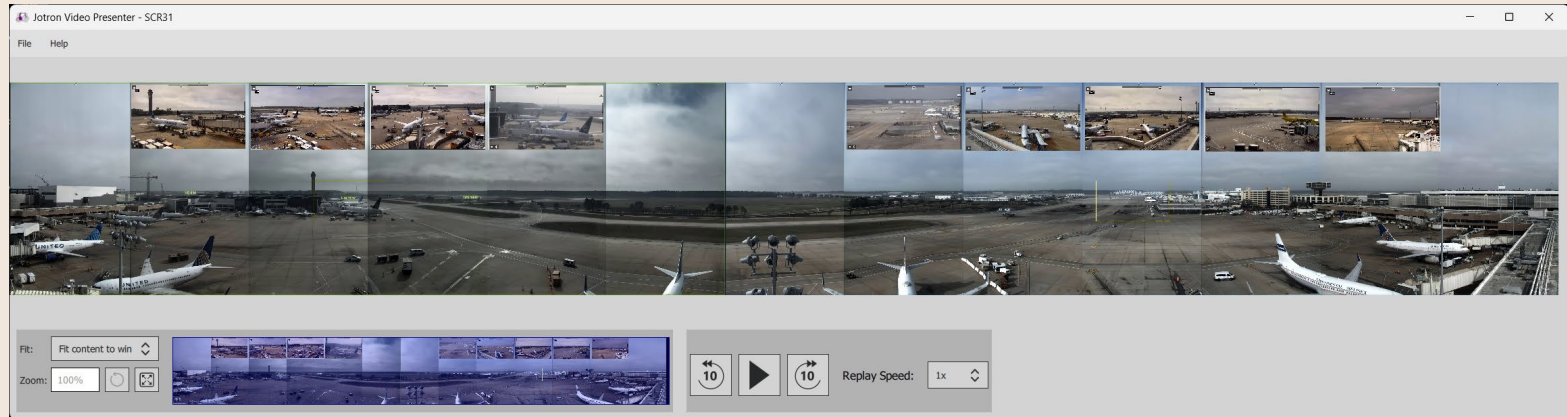 Jotron Video Presenter - SCR31
File Help
UNITED
UNITED
Fit: Fit content to win
Zoom: 100%
10
10
Replay Speed: 1x